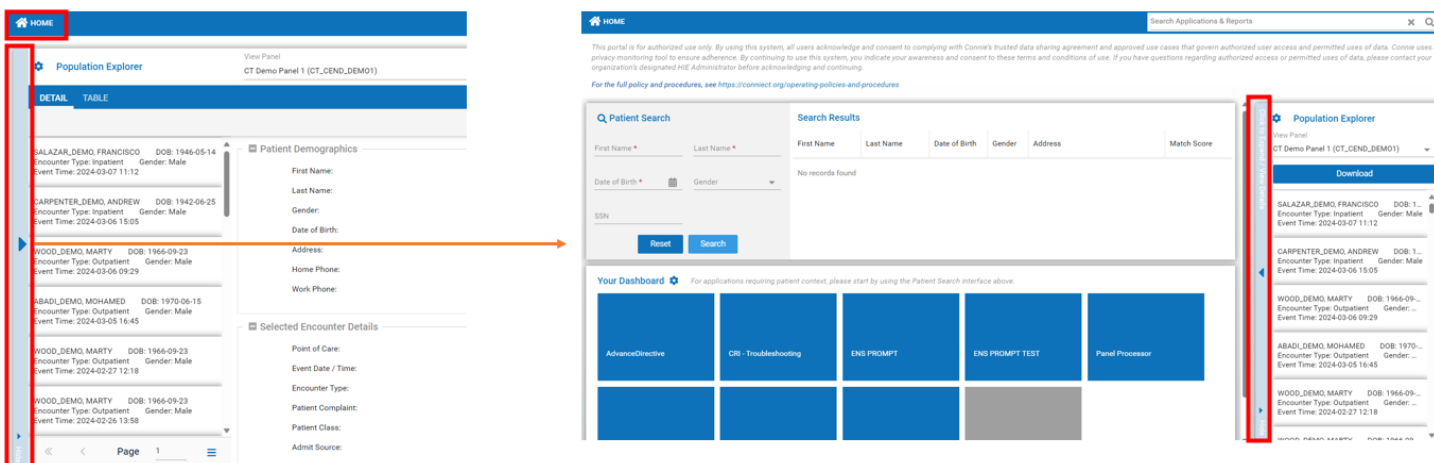 HOME
Population Explorer
View Panel
CT Demo Panel 1 (CT_CEND_DEMO1)
DETAIL TABLE
SALAZAR_DEMO, FRANCISCO DOB: 1946-05-14
Encounter Type: Inpatient Gender: Male
Event Time: 2024-03-07 11:12
CARPENTER_DEMO, ANDREW DOB: 1942-06-25
Encounter Type: Inpatient Gender: Male
Event Time: 2024-03-06 15:05
WOOD_DEMO, MARTY DOB: 1966-09-23
Encounter Type: Outpatient Gender: Male
Event Time: 2024-03-06 09:29
ABADI_DEMO, MOHAMED DOB: 1970-06-15
Encounter Type: Outpatient Gender: Male
Event Time: 2024-03-05 16:45
WOOD_DEMO, MARTY DOB: 1966-09-23
Encounter Type: Outpatient Gender: Male
Event Time: 2024-02-27 12:18
WOOD_DEMO, MARTY DOB: 1966-09-23
Encounter Type: Outpatient Gender: Male
Event Time: 2024-02-26 13:58
Page 1
Patient Demographics
First Name:
Last Name:
Gender:
Date of Birth:
Address:
Home Phone:
Work Phone:
Selected Encounter Details
Point of Care:
Event Date / Time:
Encounter Type:
Patient Complaint:
Patient Class:
Admit Source:
HOME
Search Applications & Reports
This portal is for authorized use only. By using this system, all users acknowledge and consent to complying with Connie's trusted data sharing agreement and approved use cases that govern authorized user access and permitted uses of data. Connie uses
privacy monitoring tool to ensure adherence. By continuing to use this system, you indicate your awareness and consent to these terms and conditions of use. If you have questions regarding authorized access or permitted uses of data, please contact your
organization's designated HIE Administrator before acknowledging and continuing.
For the full policy and procedures, see https://conniect.org/operating-policies-and-procedures
Patient Search
First Name * Last Name *
Date of Birth * Gender
SSN
Reset Search
Search Results
First Name Last Name Date of Birth Gender Address Match Score
No records found
Your Dashboard For applications requiring patient context, please start by using the Patient Search interface above.
AdvanceDirective CRI - Troubleshooting ENS PROMPT ENS PROMPT TEST Panel Processor
Population Explorer
View Panel
CT Demo Panel 1 (CT_CEND_DEMO1)
Download
SALAZAR_DEMO, FRANCISCO DOB: 1...
Encounter Type: Inpatient Gender: Male
Event Time: 2024-03-07 11:12
CARPENTER_DEMO, ANDREW DOB: 1...
Encounter Type: Inpatient Gender: Male
Event Time: 2024-03-06 15:05
WOOD_DEMO, MARTY DOB: 1966-09-...
Encounter Type: Outpatient Gender: ...
Event Time: 2024-03-06 09:29
ABADI_DEMO, MOHAMED DOB: 1970-...
Encounter Type: Outpatient Gender: ...
Event Time: 2024-03-05 16:45
WOOD_DEMO, MARTY DOB: 1966-09-...
Encounter Type: Outpatient Gender: ...
Event Time: 2024-02-27 12:18